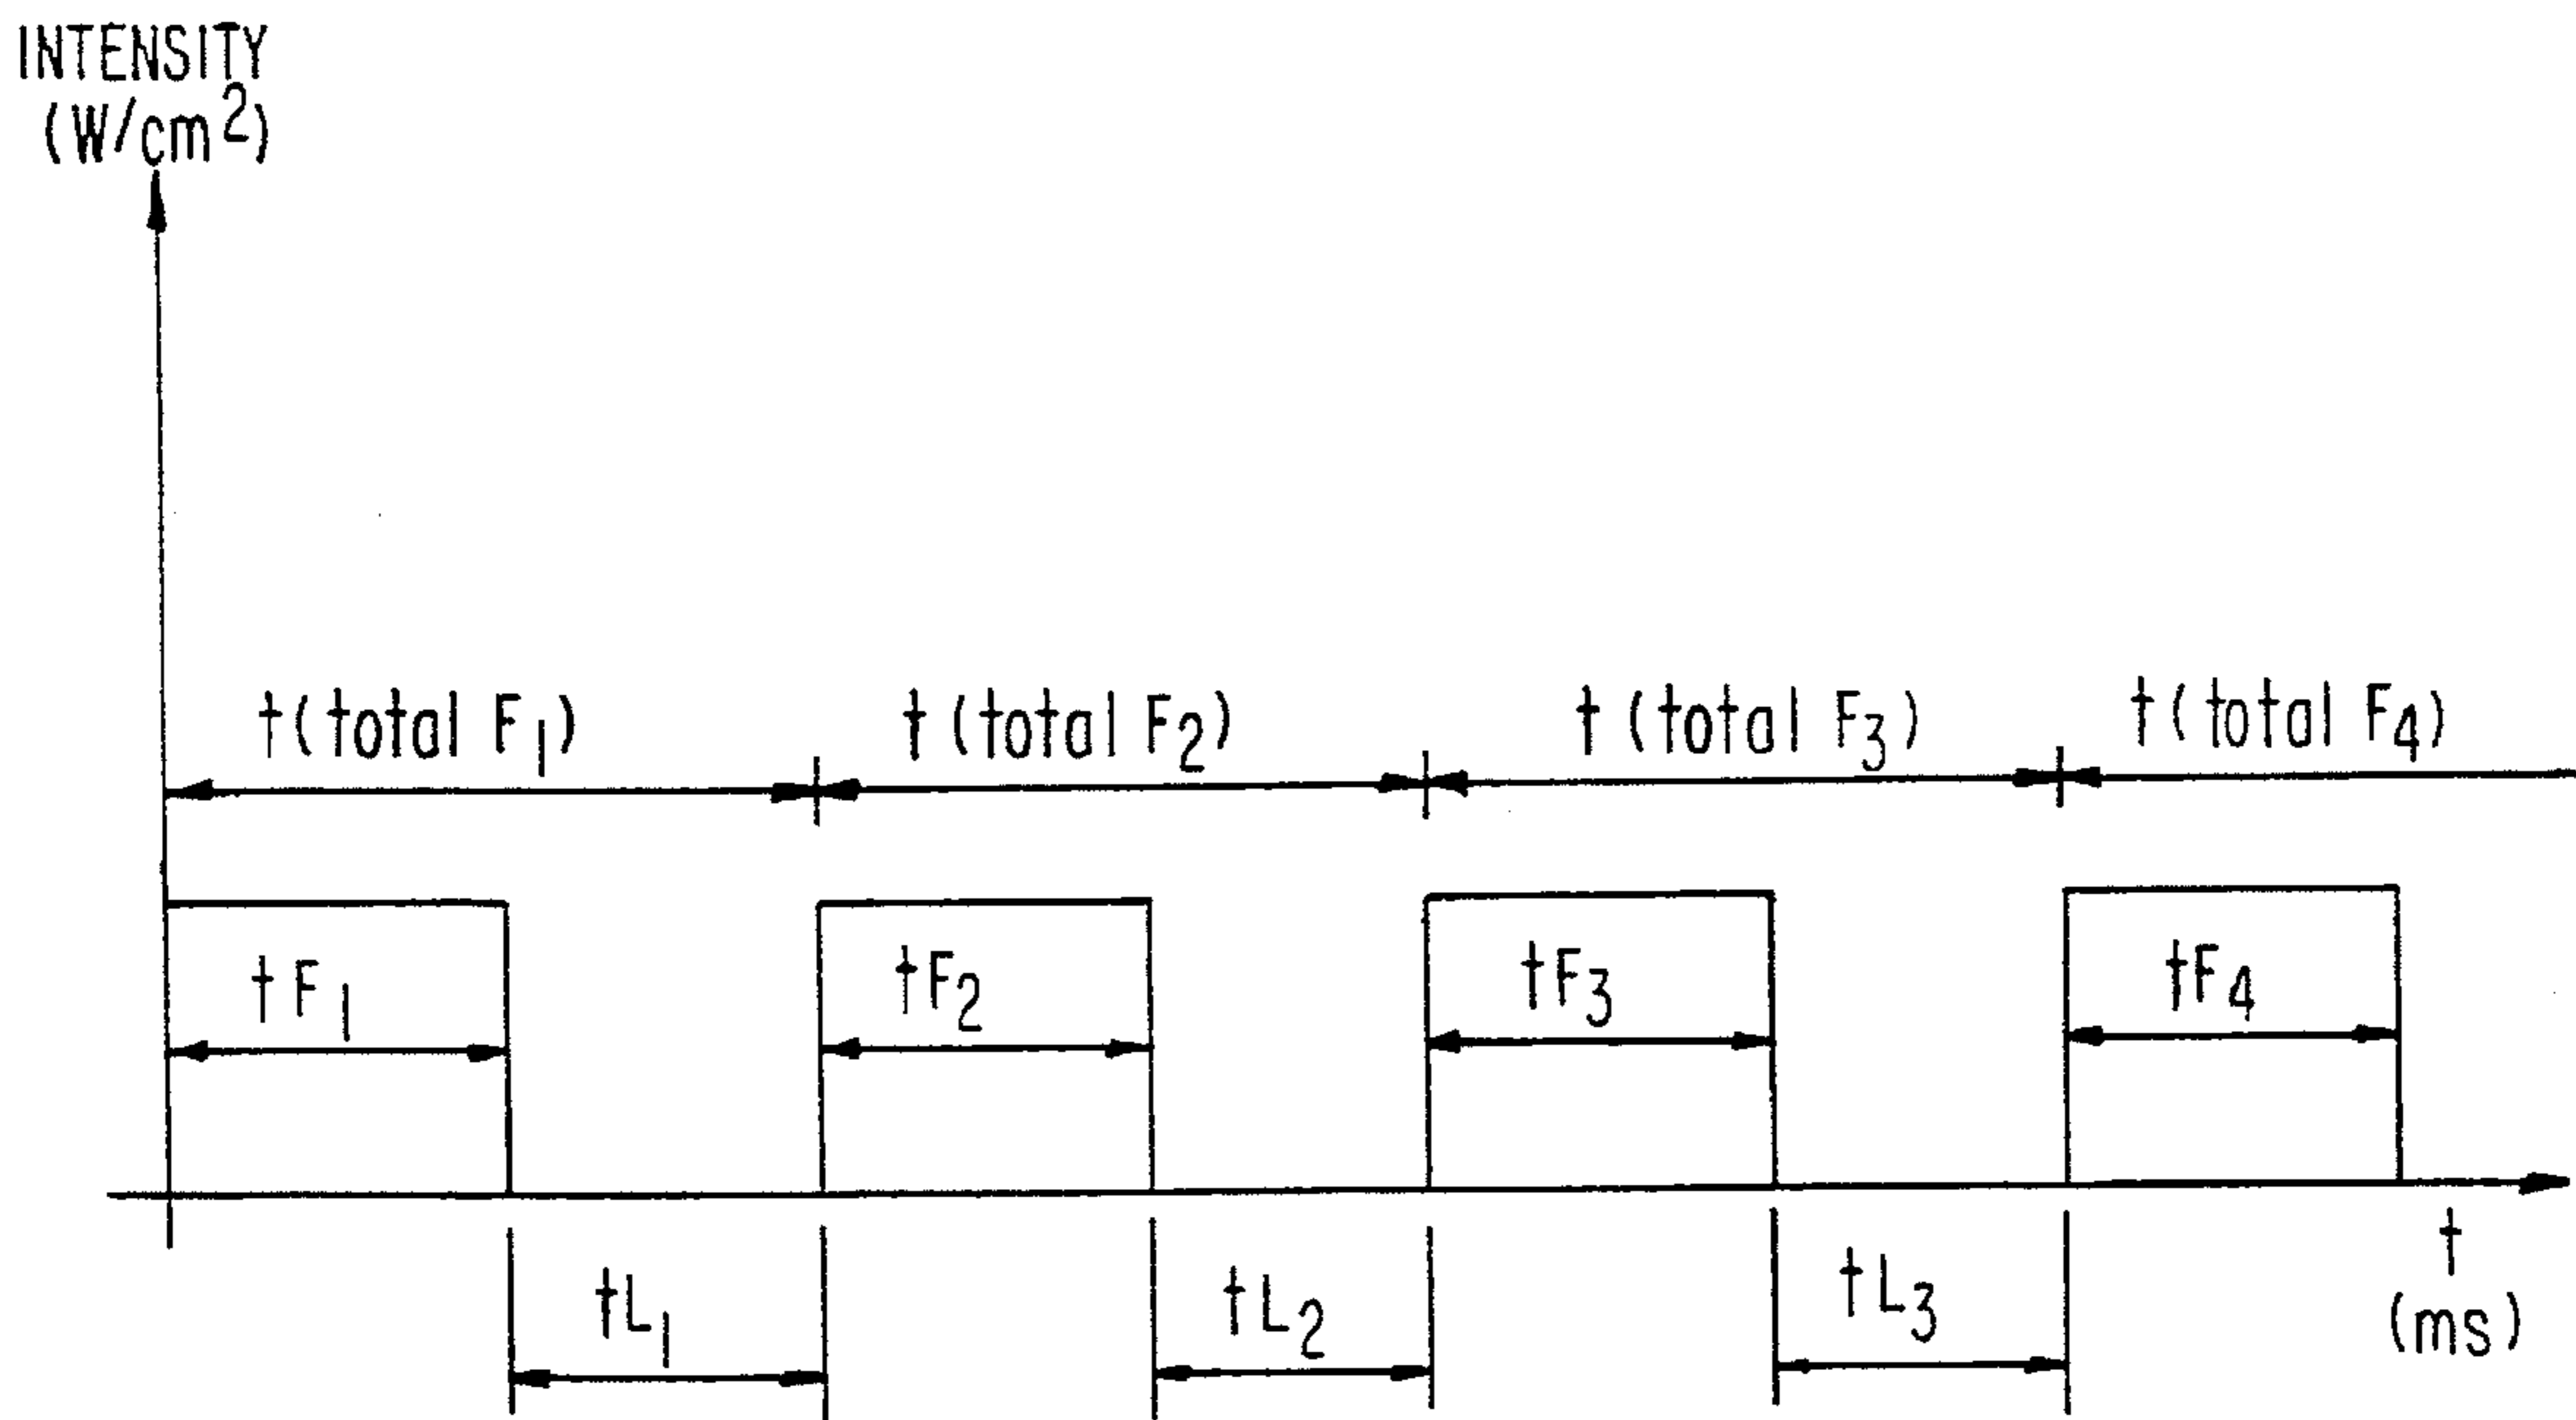 INTENSITY
(W/cm²)
t(total F₁)
t(total F₂)
t(total F₃)
t(total F₄)
tF₁
tF₂
tF₃
tF₄
tL₁
tL₂
tL₃
t
(ms)